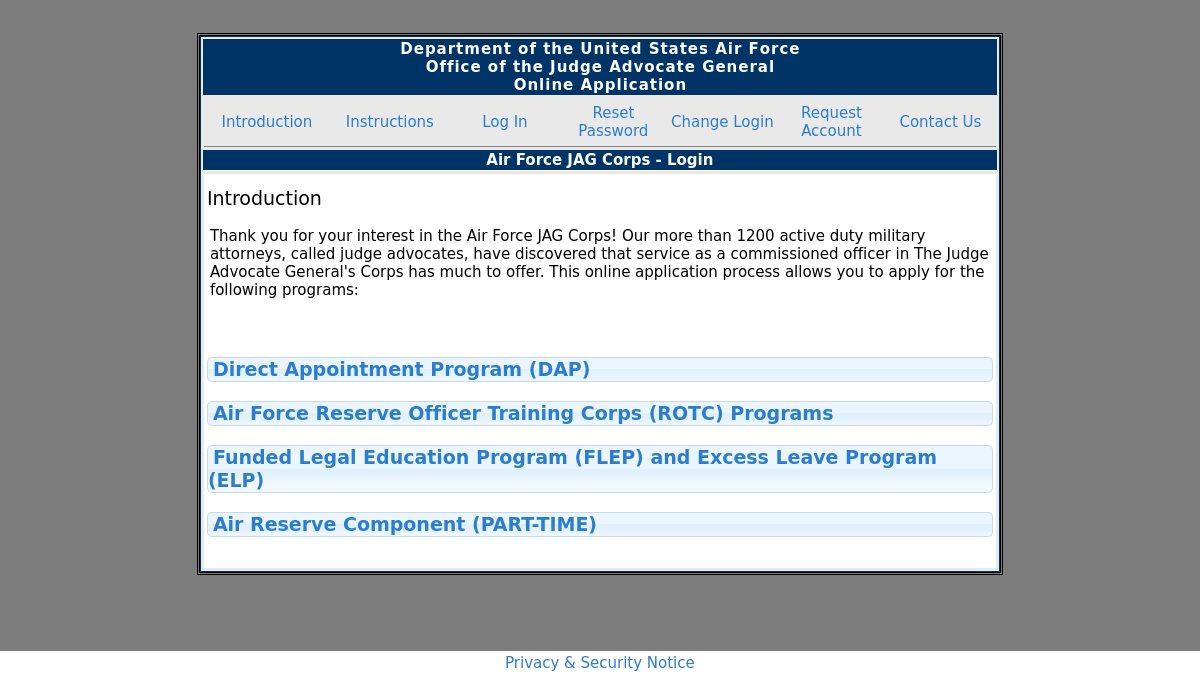 Department of the United States Air Force
Office of the Judge Advocate General
Online Application
Introduction
Instructions
Log In
Reset
Password
Change Login
Request
Account
Contact Us
Air Force JAG Corps - Login
Introduction
Thank you for your interest in the Air Force JAG Corps! Our more than 1200 active duty military
attorneys, called judge advocates, have discovered that service as a commissioned officer in The Judge
Advocate General's Corps has much to offer. This online application process allows you to apply for the
following programs:
Direct Appointment Program (DAP)
Air Force Reserve Officer Training Corps (ROTC) Programs
Funded Legal Education Program (FLEP) and Excess Leave Program
(ELP)
Air Reserve Component (PART-TIME)
Privacy & Security Notice